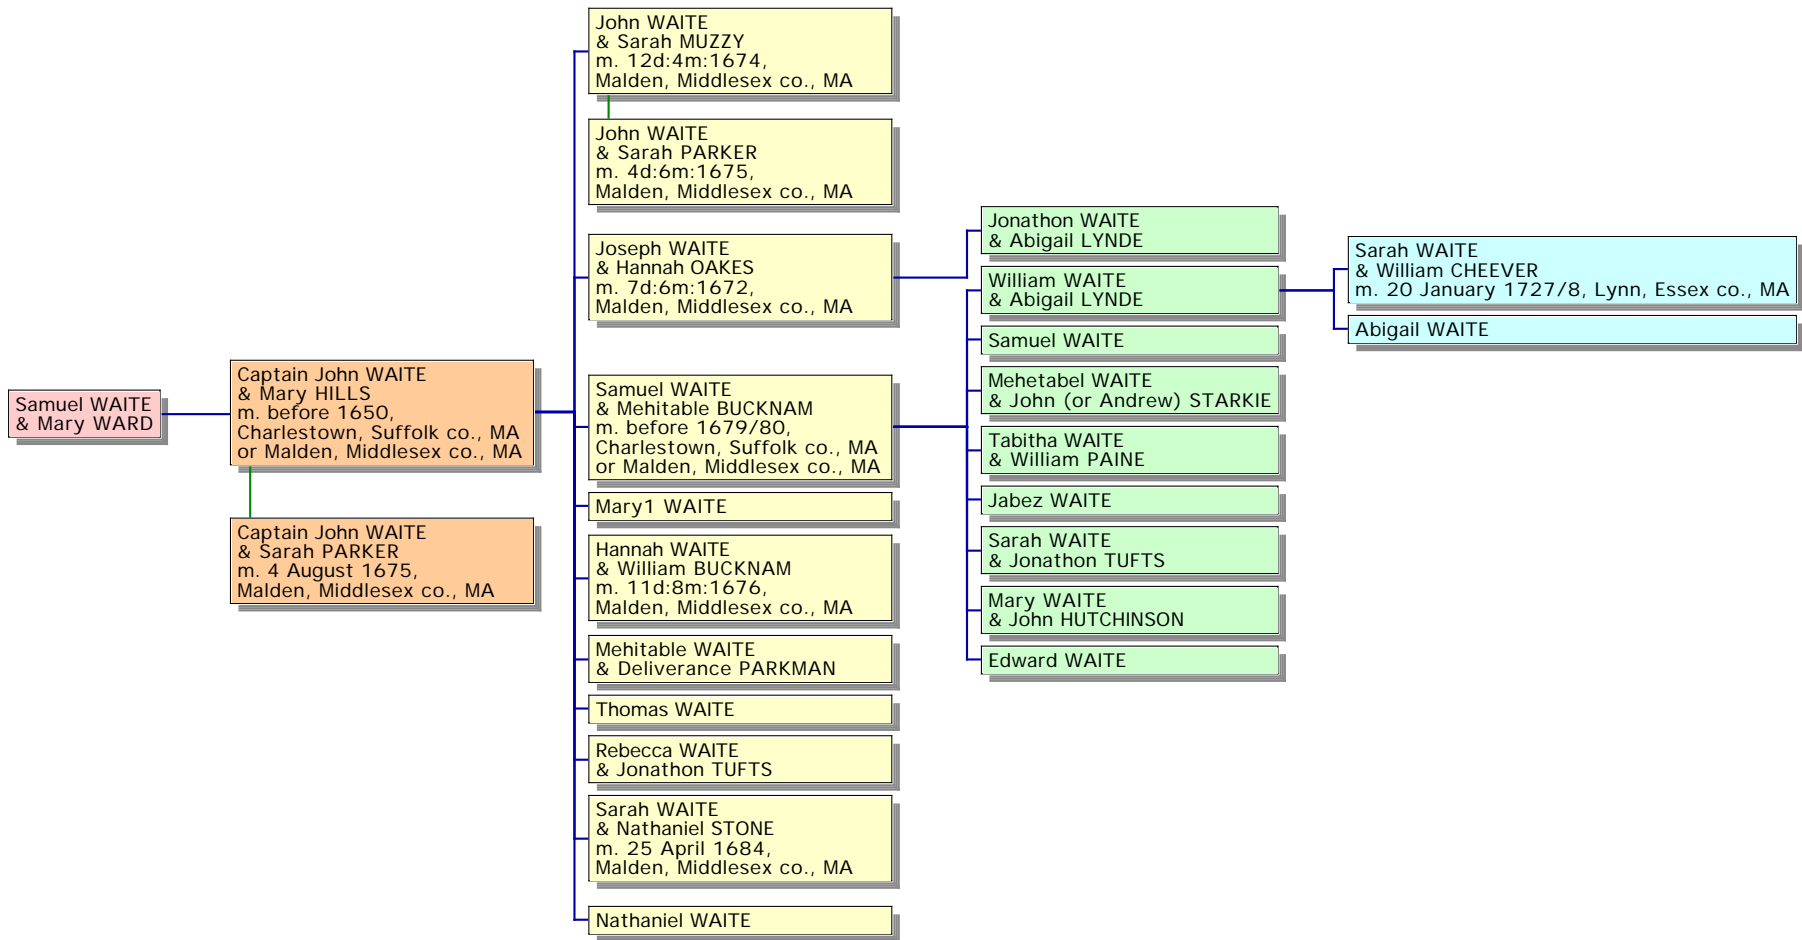 Samuel WAITE
& Mary WARD
Captain John WAITE
& Mary HILLS
m. before 1650,
Charlestown, Suffolk co., MA
or Malden, Middlesex co., MA
Captain John WAITE
& Sarah PARKER
m. 4 August 1675,
Malden, Middlesex co., MA
John WAITE
& Sarah MUZZY
m. 12d:4m:1674,
Malden, Middlesex co., MA
John WAITE
& Sarah PARKER
m. 4d:6m:1675,
Malden, Middlesex co., MA
Joseph WAITE
& Hannah OAKES
m. 7d:6m:1672,
Malden, Middlesex co., MA
Samuel WAITE
& Mehitable BUCKNAM
m. before 1679/80,
Charlestown, Suffolk co., MA
or Malden, Middlesex co., MA
Mary1 WAITE
Hannah WAITE
& William BUCKNAM
m. 11d:8m:1676,
Malden, Middlesex co., MA
Mehitable WAITE
& Deliverance PARKMAN
Thomas WAITE
Rebecca WAITE
& Jonathon TUFTS
Sarah WAITE
& Nathaniel STONE
m. 25 April 1684,
Malden, Middlesex co., MA
Nathaniel WAITE
Jonathon WAITE
& Abigail LYNDE
William WAITE
& Abigail LYNDE
Samuel WAITE
Mehetabel WAITE
& John (or Andrew) STARKIE
Tabitha WAITE
& William PAINE
Jabez WAITE
Sarah WAITE
& Jonathon TUFTS
Mary WAITE
& John HUTCHINSON
Edward WAITE
Sarah WAITE
& William CHEEVER
m. 20 January 1727/8, Lynn, Essex co., MA
Abigail WAITE